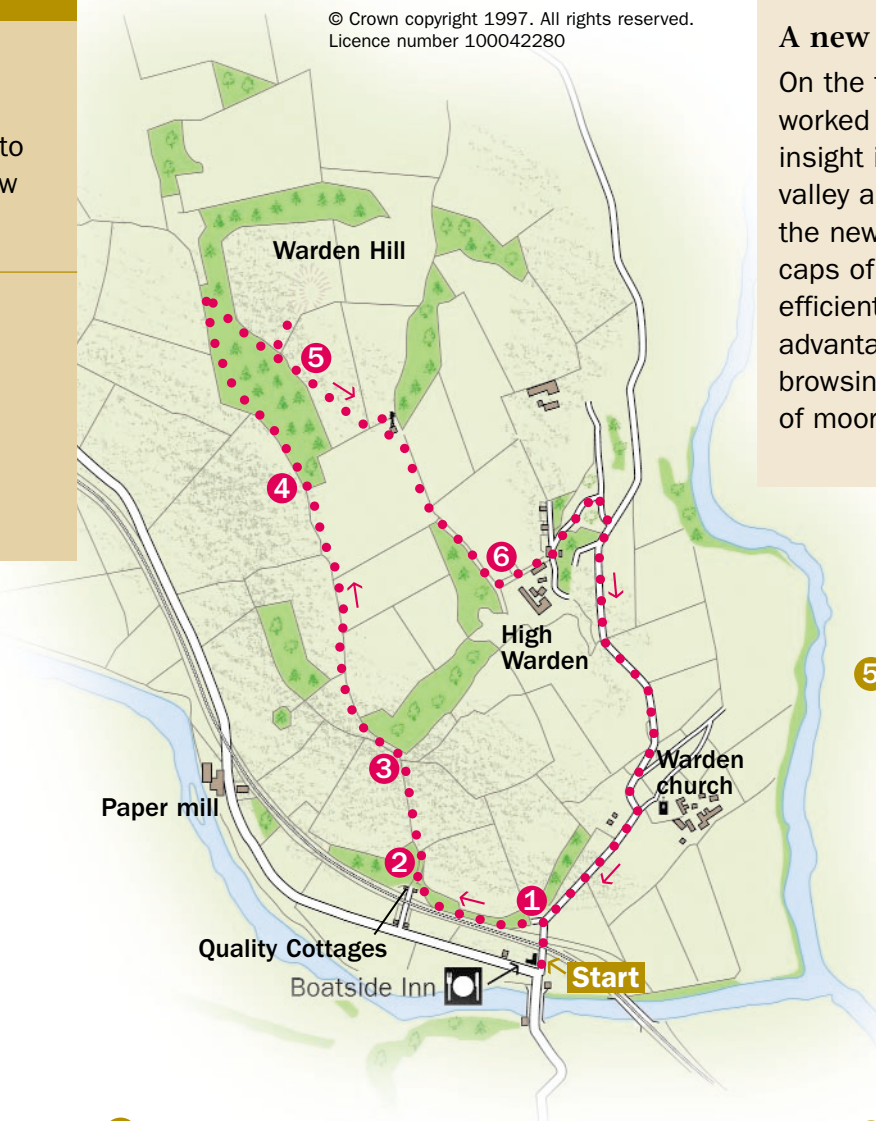 © Crown copyright 1997. All rights reserved.
Licence number 100042280
to
w
A new
On the
worked
insight i
valley a
the new
caps of
efficient
advanta
browsin
of moor
Warden Hill
5
4
6
High
Warden
5
Warden
church
3
Paper mill
2
1
Quality Cottages
Boatside Inn
Start